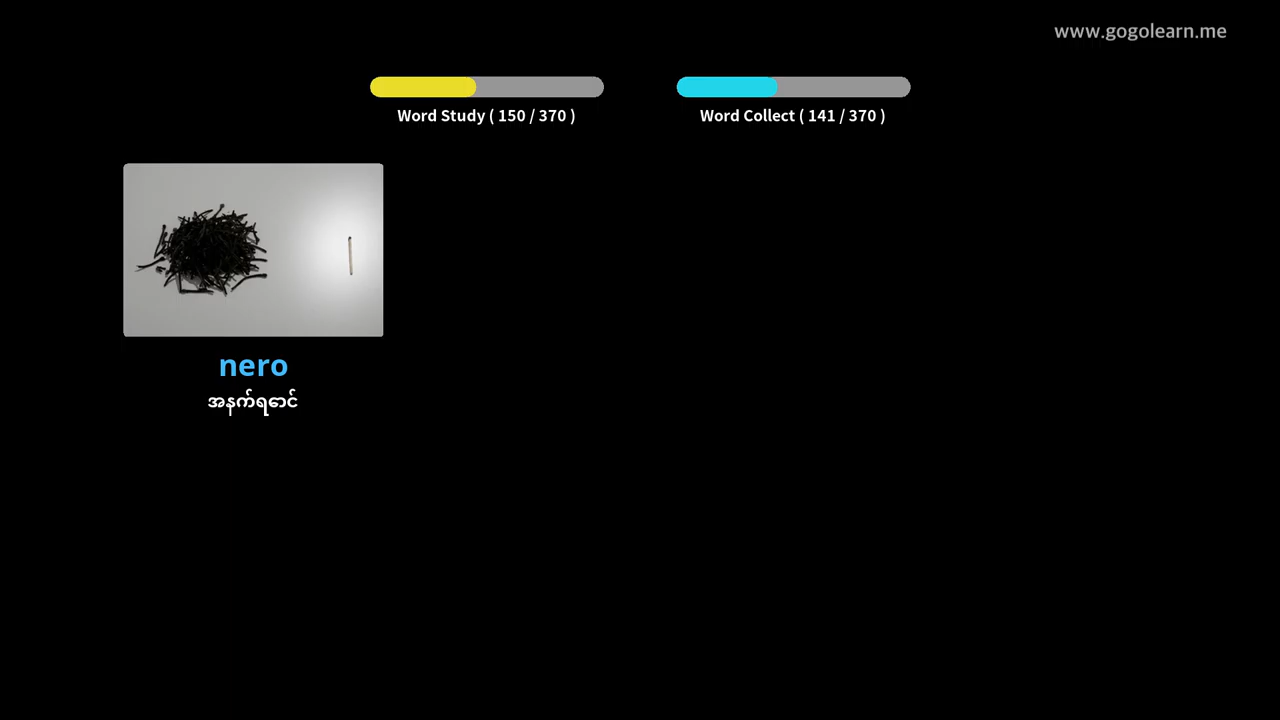 www.gogolearn.me
Word Study ( 150 / 370 )
Word Collect ( 141 / 370 )
nero
အနက်ရောင်